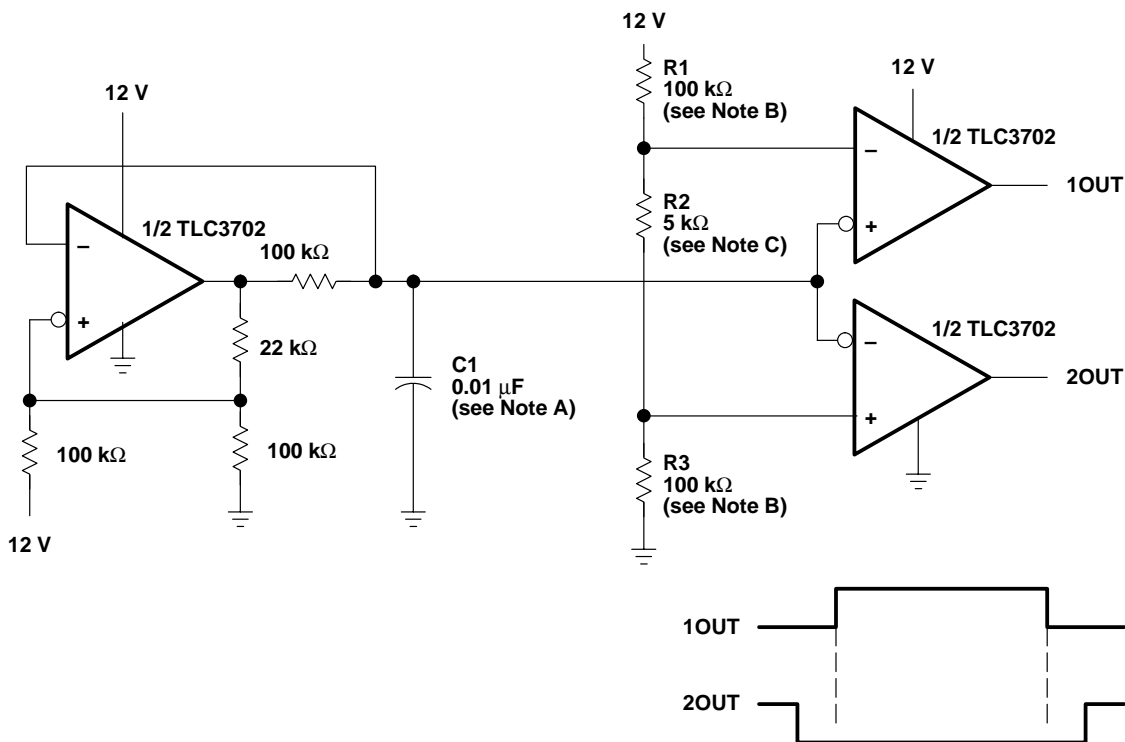 12 V
1/2 TLC3702
−
+
100 kΩ
22 kΩ
100 kΩ
100 kΩ
12 V
C1
0.01 μF
(see Note A)
12 V
R1
100 kΩ
(see Note B)
R2
5 kΩ
(see Note C)
R3
100 kΩ
(see Note B)
12 V
1/2 TLC3702
−
+
1OUT
1/2 TLC3702
−
+
2OUT
1OUT
2OUT